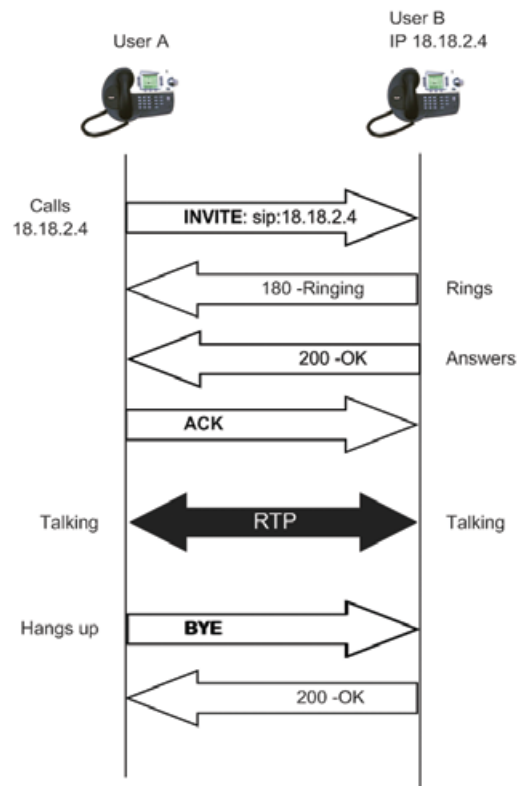 User A
User B
IP 18.18.2.4
Calls
18.18.2.4
INVITE: sip:18.18.2.4
180 -Ringing
Rings
200 -OK
Answers
ACK
Talking
RTP
Talking
Hangs up
BYE
200 -OK